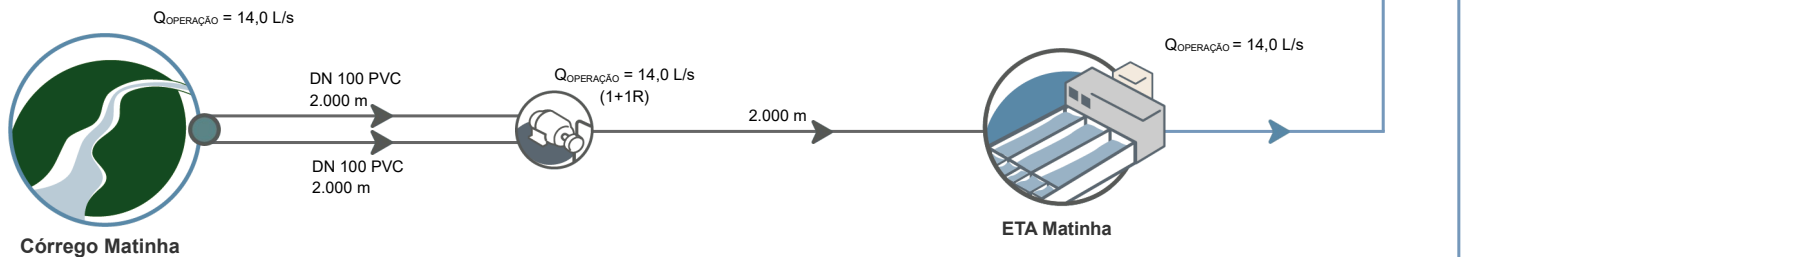 QOPERAÇÃO = 14,0 L/s
DN 100 PVC
2.000 m
DN 100 PVC
2.000 m
Córrego Matinha
QOPERAÇÃO = 14,0 L/s
(1+1R)
2.000 m
QOPERAÇÃO = 14,0 L/s
ETA Matinha